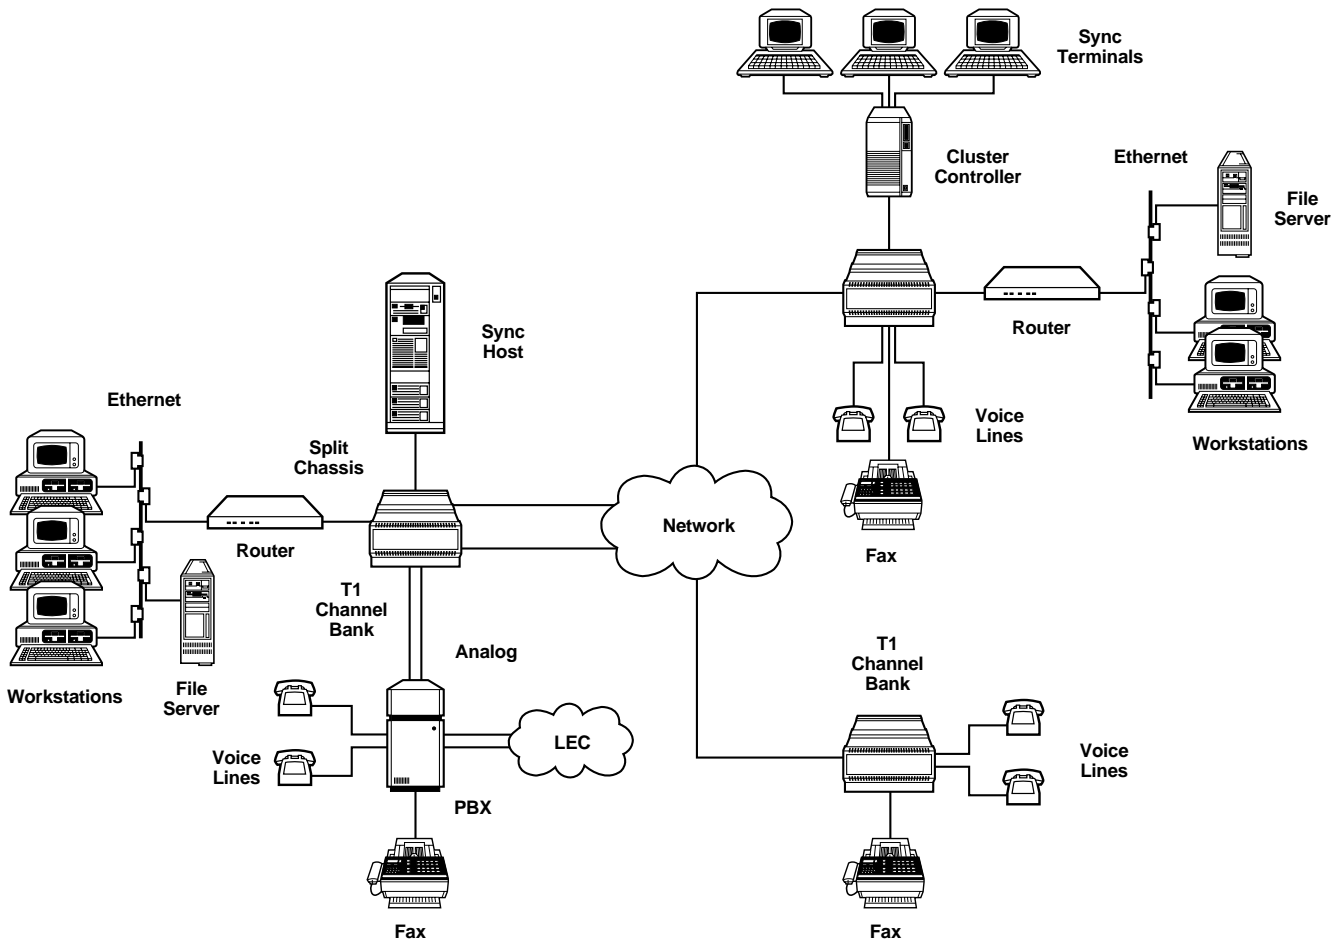 Sync
Terminals
Cluster
Controller
Ethernet
File
Server
Router
Sync
Host
Voice
Lines
Workstations
Ethernet
Split
Chassis
Network
Router
Fax
T1
Channel
Bank
Analog
T1
Channel
Bank
Workstations
File
Server
Voice
Lines
LEC
Voice
Lines
PBX
Fax
Fax